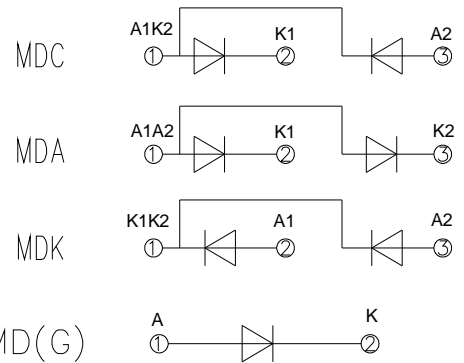 A1K2 K1 A2
MDC ① ② ③
A1A2 K1 K2
MDA ① ② ③
K1K2 A1 A2
MDK ① ② ③
A K
MD(G) ① ②